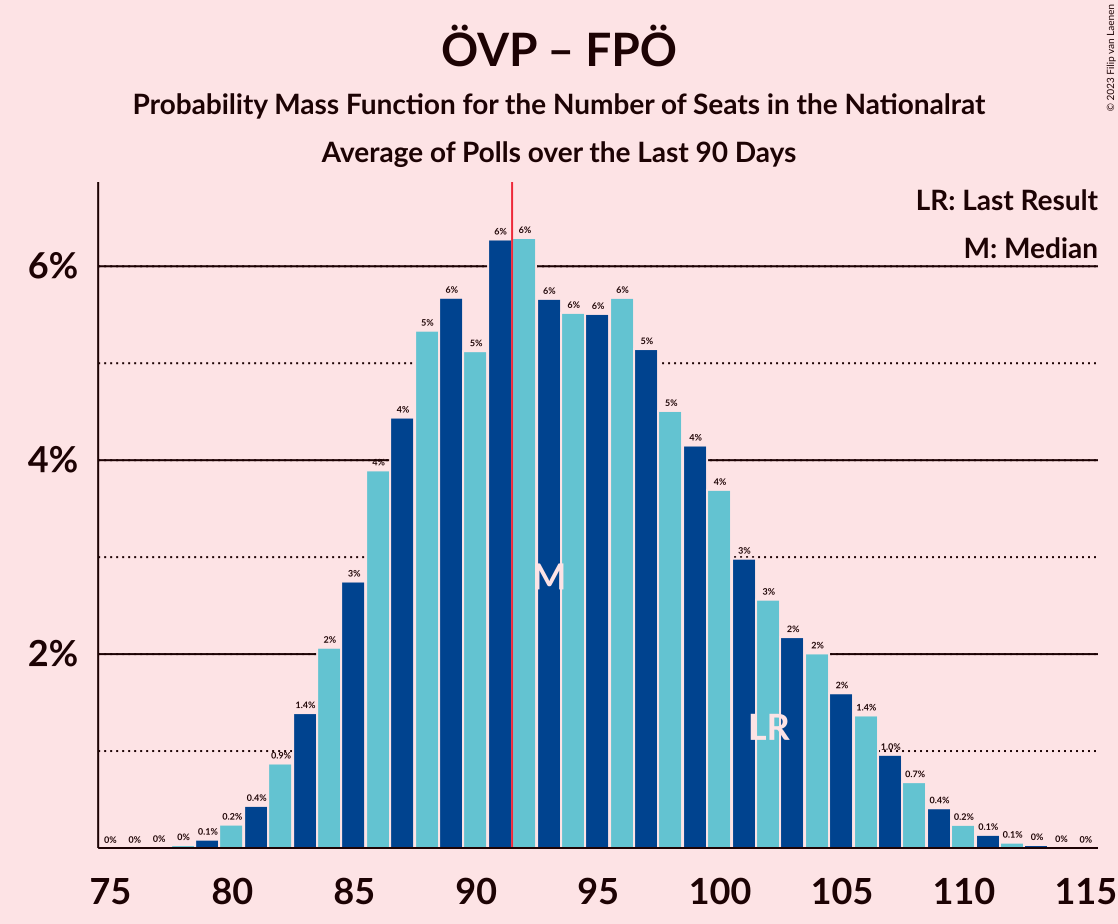 ÖVP – FPÖ
Probability Mass Function for the Number of Seats in the Nationalrat
Average of Polls over the Last 90 Days
© 2023 Filip van Laenen
LR: Last Result
M: Median
6%
4%
2%
0% 0% 0% 0% 0.1% 0.2% 0.4% 0.9% 1.4% 2% 3% 4% 4% 5% 6% 5% 6% 6% 6% 6% 6% 6% 5% 5% 4% 4% 3% 3% 2% 2% 2% 1.4% 1.0% 0.7% 0.4% 0.2% 0.1% 0.1% 0% 0% 0%
M
LR
75 80 85 90 95 100 105 110 115